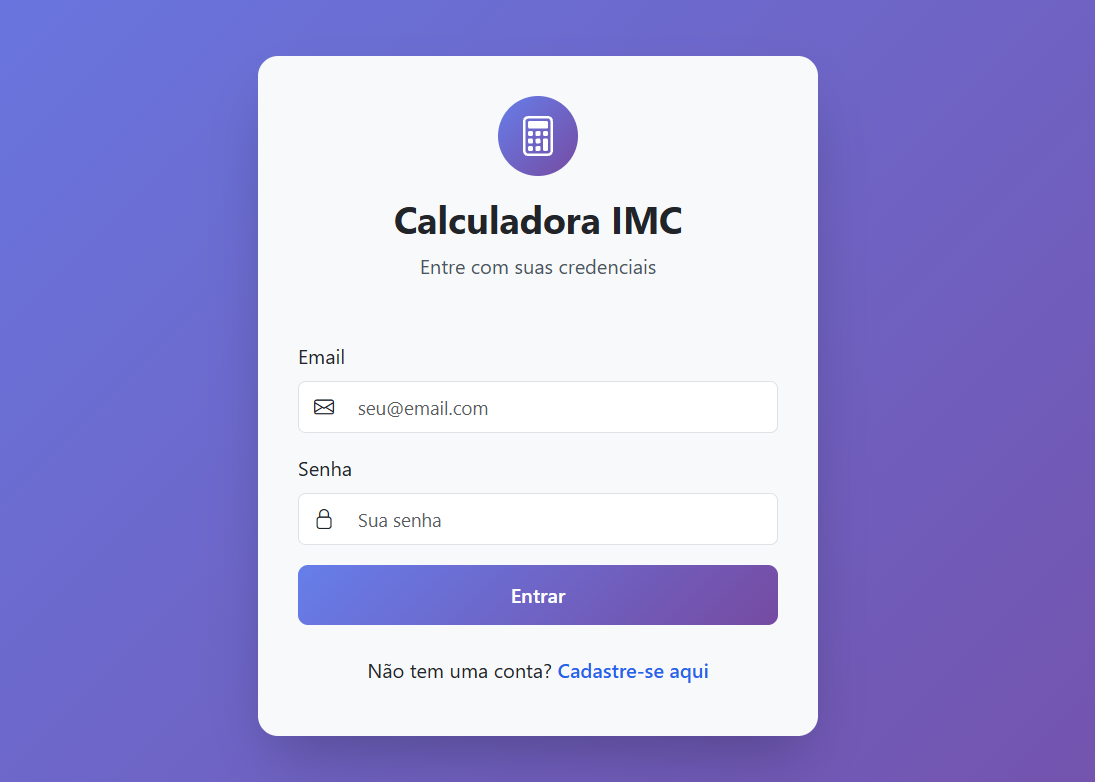 Calculadora IMC
Entre com suas credenciais
Email
seu@email.com
Senha
Sua senha
Entrar
Não tem uma conta? Cadastre-se aqui